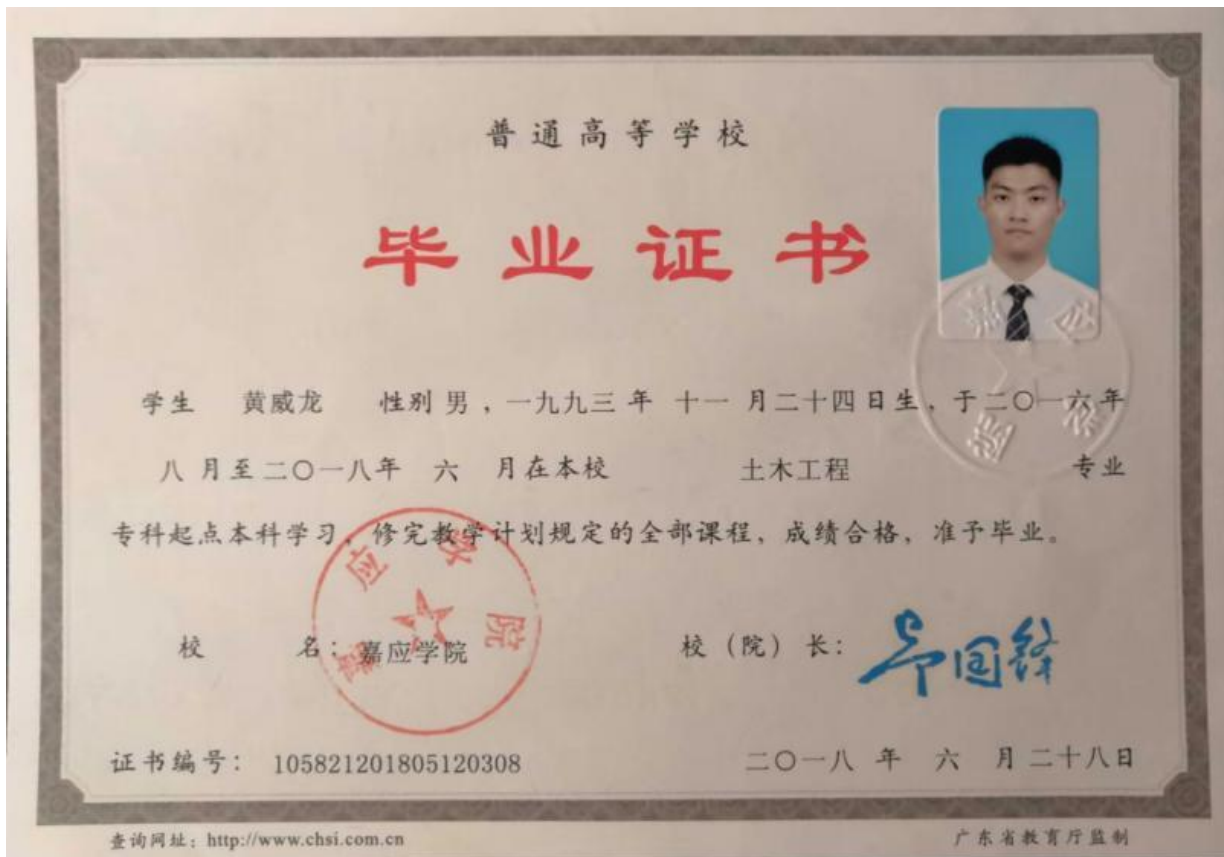 普通高等学校
毕业证书
学生 黄威龙 性别 男 ，一九九三 年 十一 月二十四 日生，于二〇一六年
八 月至二〇一八年 六 月在本校 土木工程 专业
专科起点本科学习，修完教学计划规定的全部课程，成绩合格，准予毕业。
嘉应学院
校 名：嘉应学院 校（院）长：
证书编号： 105821201805120308 二〇一八 年 六 月 二十八日
查询网址：http://www.chsi.com.cn 广东省教育厅监制